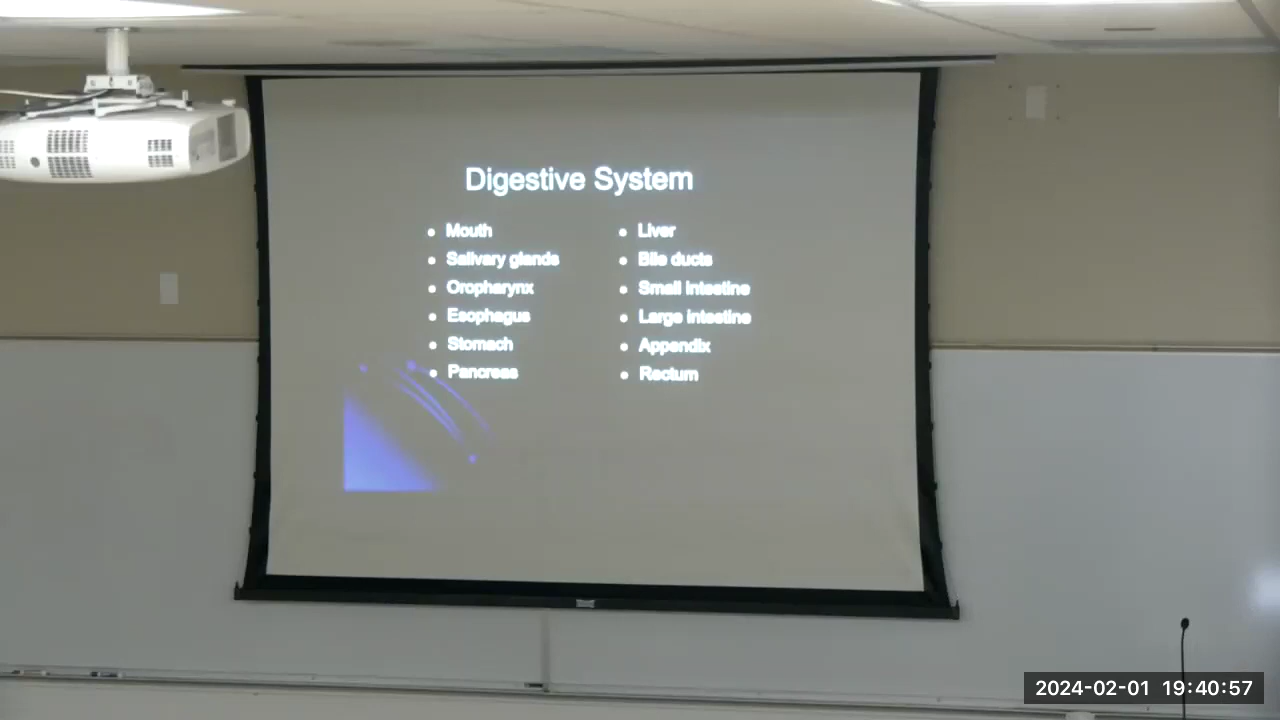 Digestive System
• Mouth
• Salivary glands
• Oropharynx
• Esophagus
• Stomach
• Pancreas
• Liver
• Bile ducts
• Small intestine
• Large intestine
• Appendix
• Rectum
2024-02-01 19:40:57